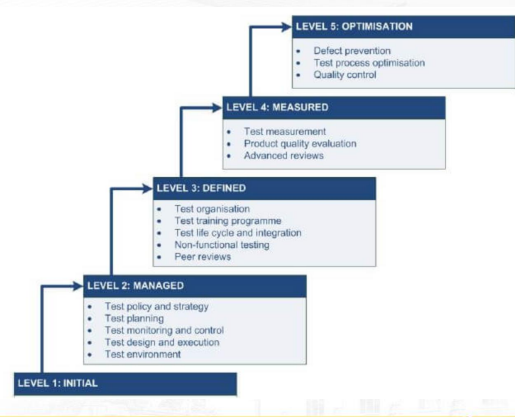 LEVEL 5: OPTIMISATION
• Defect prevention
• Test process optimisation
• Quality control
LEVEL 4: MEASURED
• Test measurement
• Product quality evaluation
• Advanced reviews
LEVEL 3: DEFINED
• Test organisation
• Test training programme
• Test life cycle and integration
• Non-functional testing
• Peer reviews
LEVEL 2: MANAGED
• Test policy and strategy
• Test planning
• Test monitoring and control
• Test design and execution
• Test environment
LEVEL 1: INITIAL